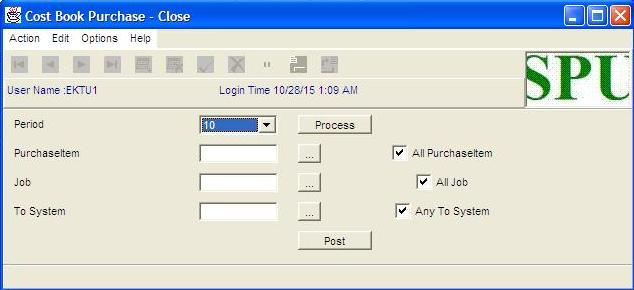 Cost Book Purchase - Close
Action Edit Options Help
User Name :EKTU1 Login Time 10/28/15 1:09 AM
SPU
Period 10 Process
PurchaseItem ... All PurchaseItem
Job ... All Job
To System ... Any To System
Post